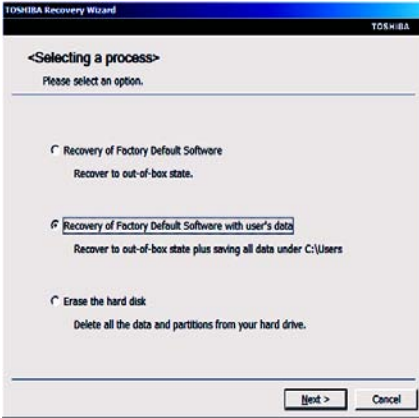 TOSHIBA Recovery Wizard
TOSHIBA
<Selecting a process>
Please select an option.
Recovery of Factory Default Software
Recover to out-of-box state.
Recovery of Factory Default Software with user's data
Recover to out-of-box state plus saving all data under C:\Users
Erase the hard disk
Delete all the data and partitions from your hard drive.
Next > Cancel